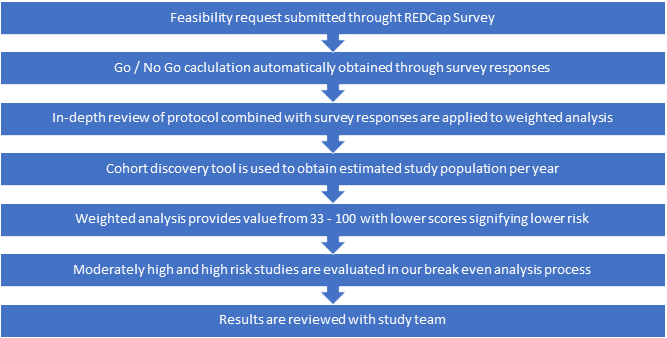 Feasibility request submitted throught REDCap Survey
Go / No Go caclulation automatically obtained through survey responses
In-depth review of protocol combined with survey responses are applied to weighted analysis
Cohort discovery tool is used to obtain estimated study population per year
Weighted analysis provides value from 33 - 100 with lower scores signifying lower risk
Moderately high and high risk studies are evaluated in our break even analysis process
Results are reviewed with study team